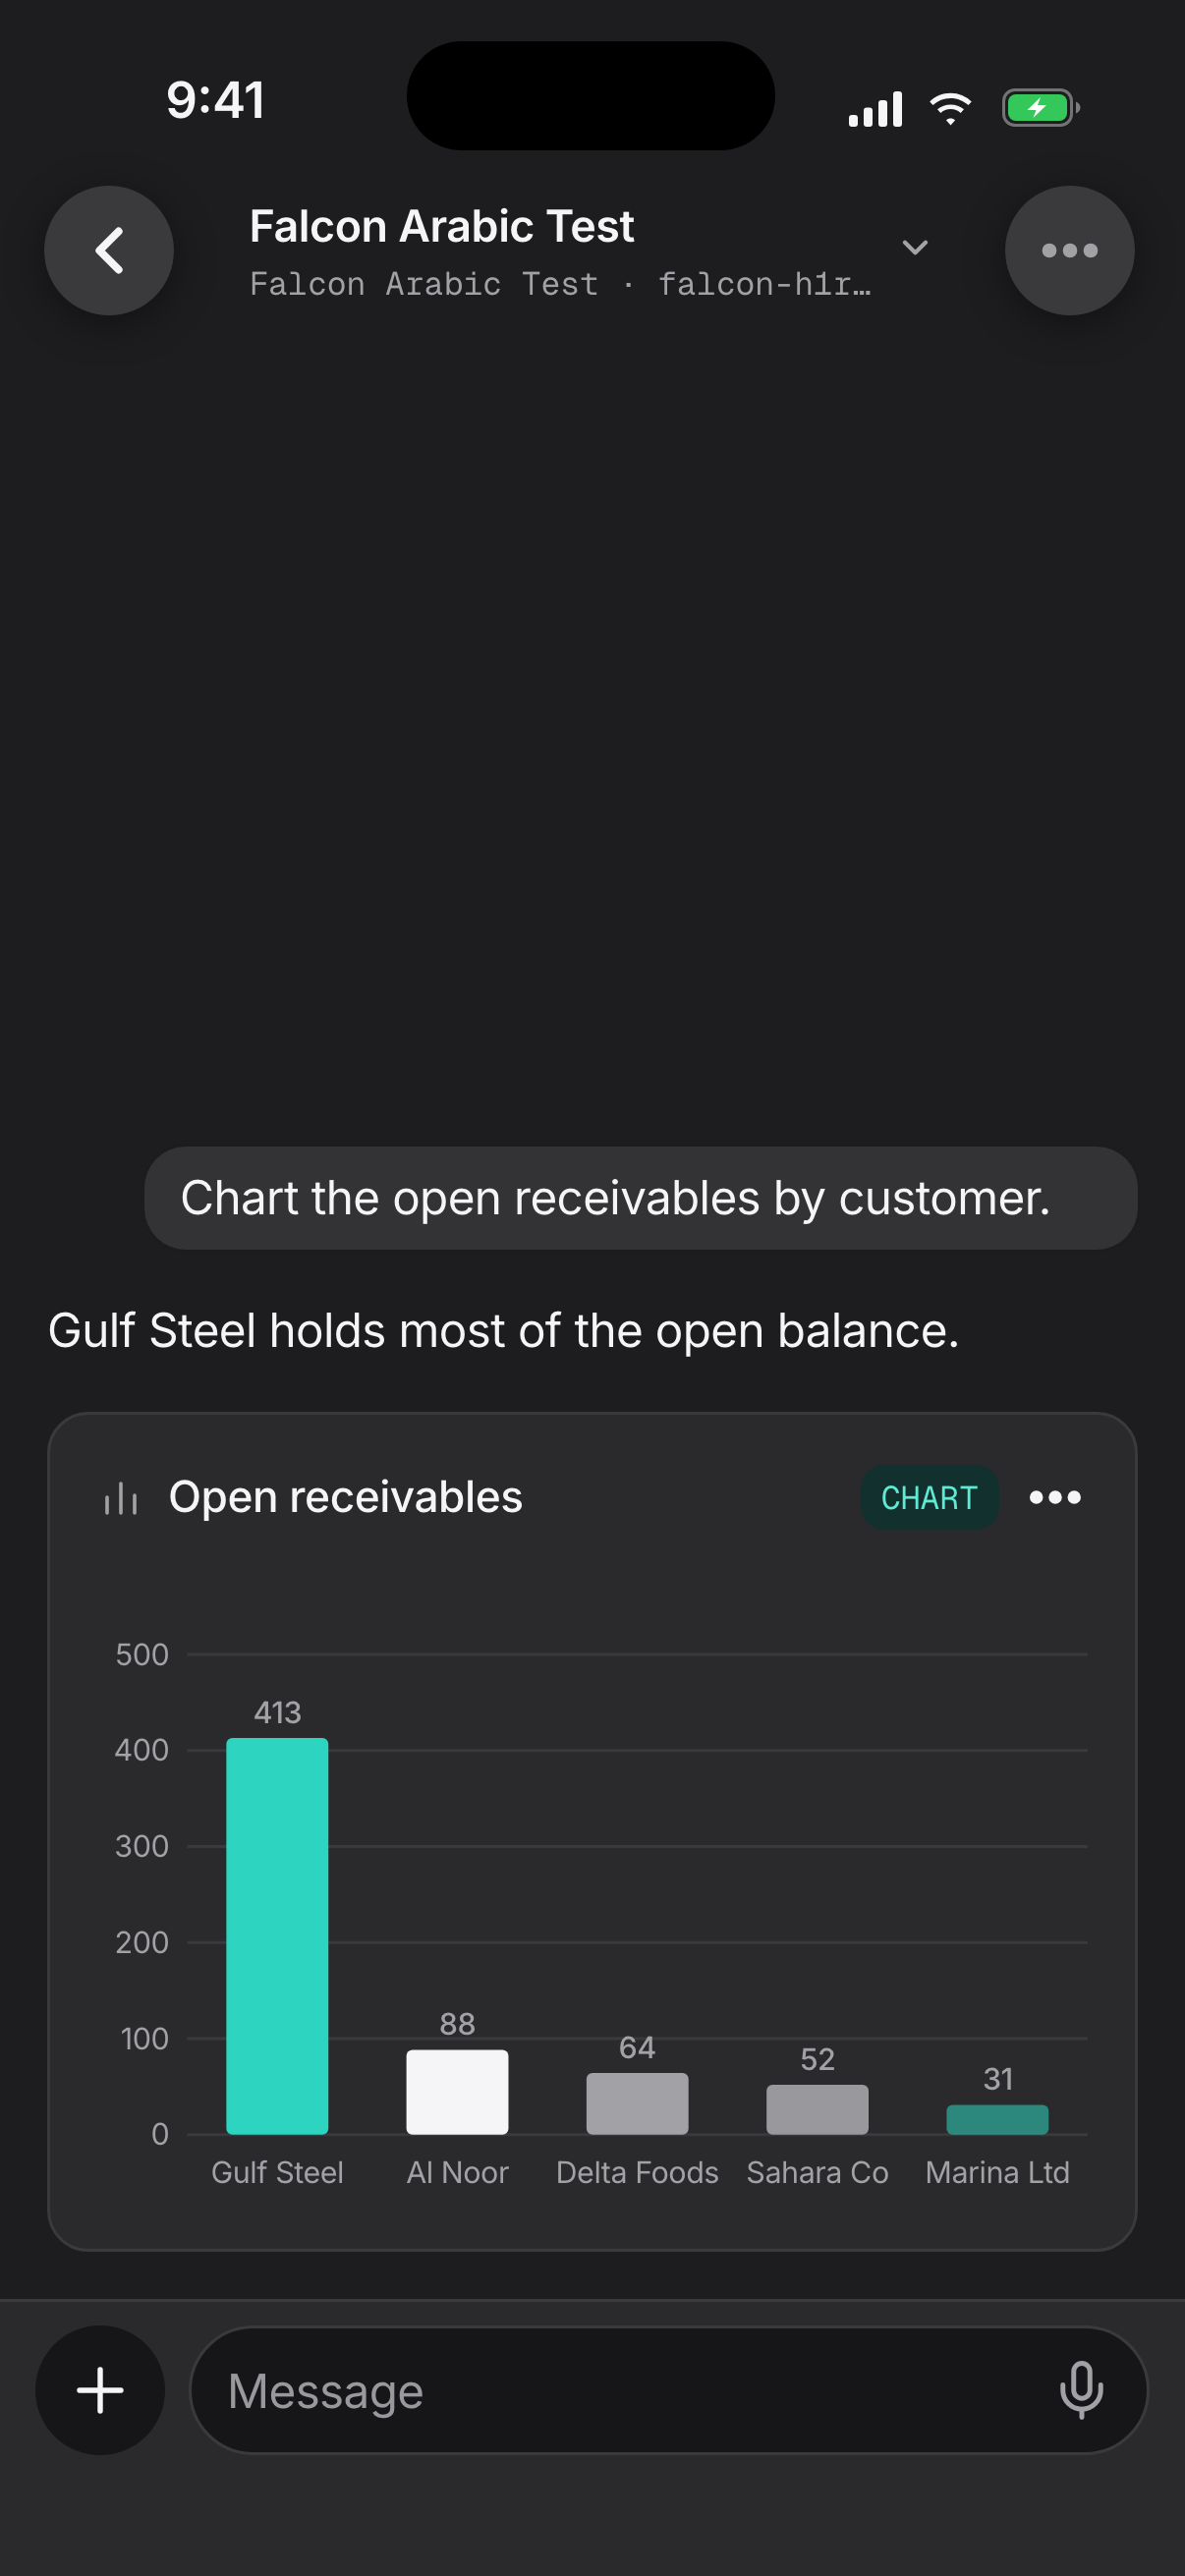 9:41
Falcon Arabic Test
Falcon Arabic Test · falcon-h1r…
Chart the open receivables by customer.
Gulf Steel holds most of the open balance.
Open receivables
CHART
500
413
400
300
200
100
88
64
52
31
0
Gulf Steel
Al Noor
Delta Foods
Sahara Co
Marina Ltd
Message